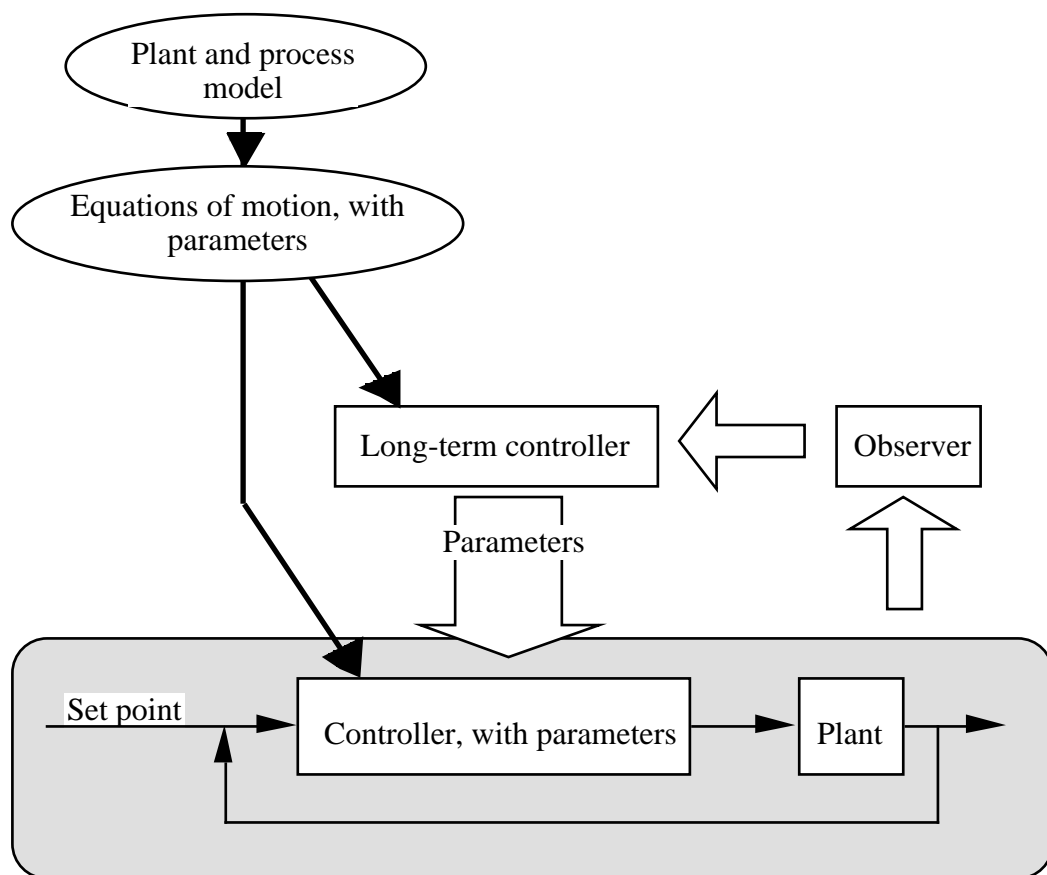 Plant and process
model
Equations of motion, with
parameters
Long-term controller
Observer
Parameters
Set point
Controller, with parameters
Plant